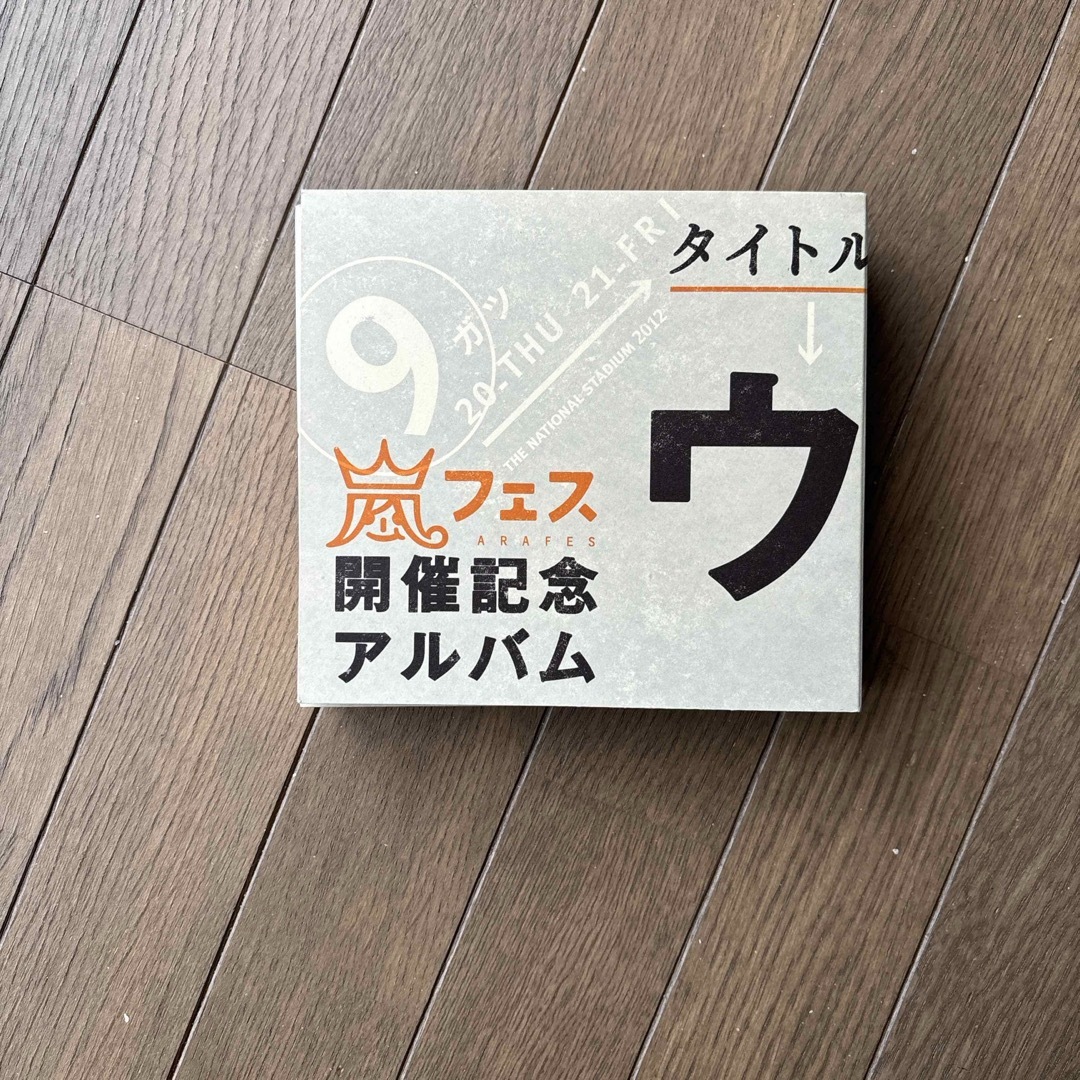 9ガツ
20-THU 21-FRI
THE NATIONAL STADIUM 2012
嵐フェス
ARAFES
開催記念
アルバム
タイトル
↓
ウ